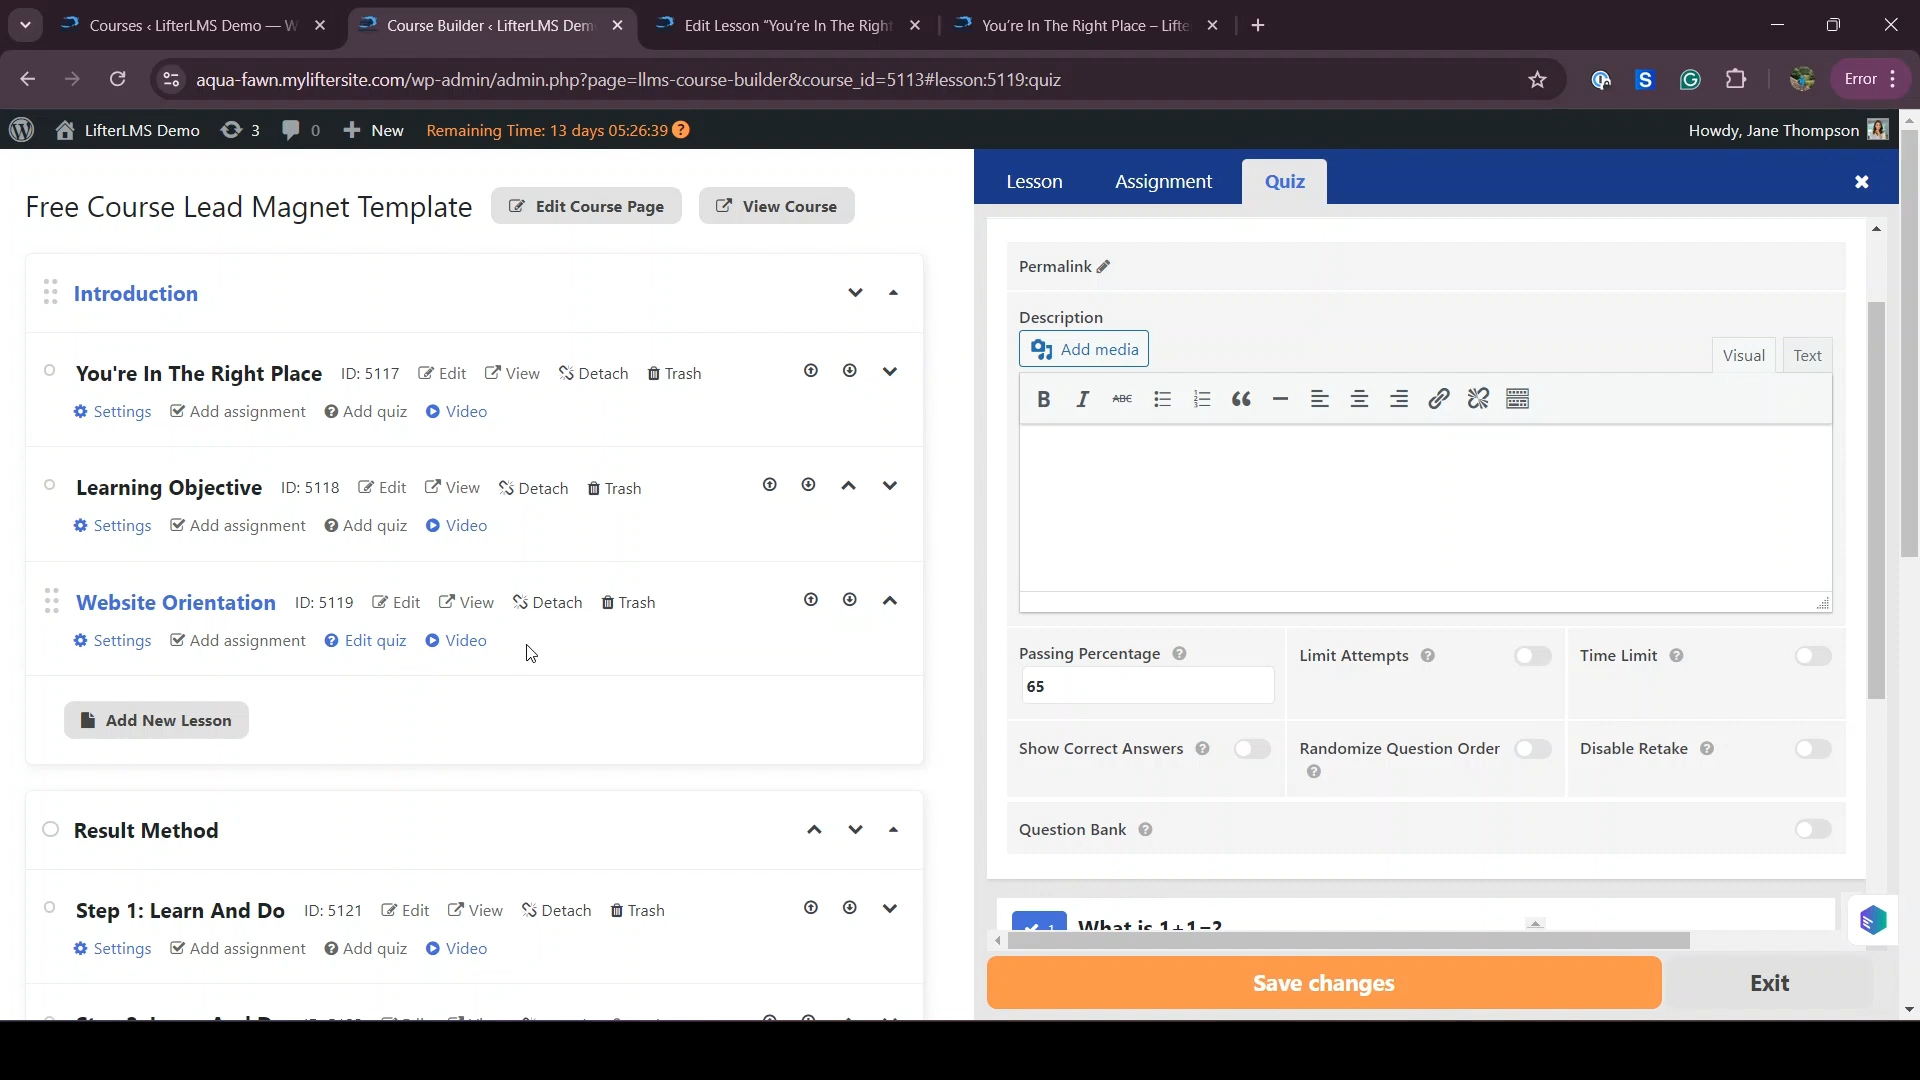 Courses ‹ LifterLMS Demo — W
Course Builder ‹ LifterLMS Dem
Edit Lesson “You’re In The Right
You’re In The Right Place – Lifte
aqua-fawn.myliftersite.com/wp-admin/admin.php?page=llms-course-builder&course_id=5113#lesson:5119:quiz
S
G
Error
LifterLMS Demo
3
0
New
Remaining Time: 13 days 05:26:39
Howdy, Jane Thompson
Free Course Lead Magnet Template
Edit Course Page
View Course
Introduction
You're In The Right Place ID: 5117 Edit View Detach Trash
Settings Add assignment Add quiz Video
Learning Objective ID: 5118 Edit View Detach Trash
Settings Add assignment Add quiz Video
Website Orientation ID: 5119 Edit View Detach Trash
Settings Add assignment Edit quiz Video
Add New Lesson
Result Method
Step 1: Learn And Do ID: 5121 Edit View Detach Trash
Settings Add assignment Add quiz Video
Lesson Assignment Quiz
Permalink
Description
Add media
Visual Text
B I ABC
Passing Percentage
65
Limit Attempts
Time Limit
Show Correct Answers
Randomize Question Order
Disable Retake
Question Bank
1 What is 1+1=?
Save changes
Exit